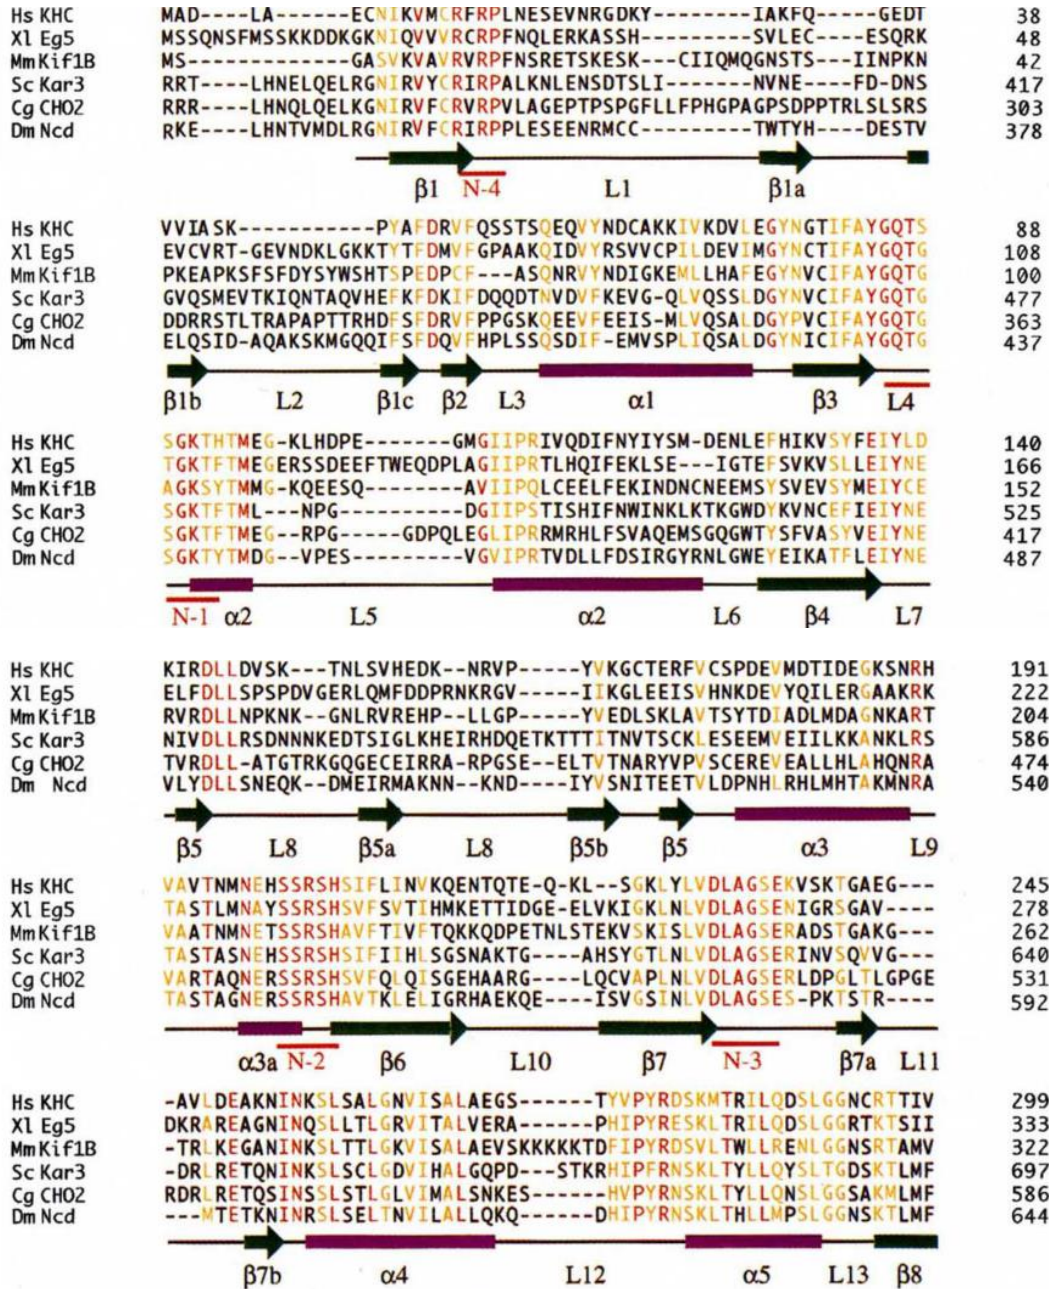 Hs KHC MAD----LA------ECNIKVMCRFRPLNESEVNRGDKY------IAKFQ----GEDT 38
Xl Eg5 MSSQNSFMSSKKDDKGKNIQVVVRCRPFNQLERKASSH------SVLEC----ESQRK 48
Mm Kif1B MS-------------GASVKVAVRVRPFNSRETSKESK---CIIQMQGNSTS---IINPKN 42
Sc Kar3 RRT----LHNELQELRGNIRVYCRIRPALKNLENSDTSLI-----NVNE----FD-DNS 417
Cg CHO2 RRR----LHNQLQELKGNIRVFCRVRPVLAGEPTPSPGFLLFPHGPAGPSDPPTRLSLSRS 303
Dm Ncd RKE----LHNTVMDLRGNIRVFCRIRPPLESEENRMCC---------TWTYH----DESTV 378
β1 N-4 L1 β1a
Hs KHC VVIASK-----------PYAFDRVFQSSTSQEQVYNDCAKKIVKDVLEGYNGTIFAYGQTS 88
Xl Eg5 EVCVRT-GEVNDKLGKKTYTFDMVFGPAAKQIDVYRSVVCPILDEVIMGYNCTIFAYGQTG 108
Mm Kif1B PKEAPKSFSFDYSYWSHTSPEDPCF---ASQNRVYNDIGKEMLLHAFEGYNVCIFAYGQTG 100
Sc Kar3 GVQSMEVTKIQNTAQVHEFKFDKIFDQQDTNVDVFKEVG-QLVQSSLDGYNVCIFAYGQTG 477
Cg CHO2 DDRRSTLTRAPAPTTRHDFSFDRVFPPGSKQEEVFEEIS-MLVQSALDGYPVCIFAYGQTG 363
Dm Ncd ELQSID-AQAKSKMGQQIFSFDQVFHPLSSQSDIF-EMVSPLIQSALDGYNICIFAYGQTG 437
β1b L2 β1c β2 L3 α1 β3 L4
Hs KHC SGKTHTMEG-KLHDPE-------GMGIIPRIVQDIFNYIYSM-DENLEFHIKVSYFEIYLD 140
Xl Eg5 TGKTFTMEGERSSDEEFTWEQDPLAGIIPRTLHQIFEKLSE---IGTEFSVKVSLLEIYNE 166
Mm Kif1B AGKSYTMMG-KQEESQ---------AVIIPQLCEELFEKINDNCNEEMSYSVEVSYMEIYCE 152
Sc Kar3 SGKTFTML---NPG-----------DGIIPSTISHIFNWINKLKTKGWDYKVNCEFIEIYNE 525
Cg CHO2 SGKTFTMEG--RPG------GDPQLEGLIPRMRHLFSVAQEMSGQGWTYSFVASYVEIYNE 417
Dm Ncd SGKTYTMDG--VPES---------VGVIPRTVDLLFDSIRGYRNLGWEYEIKATFLEIYNE 487
N-1 α2 L5 α2 L6 β4 L7
Hs KHC KIRDLLDVSK---TNLSVHEDK--NRVP-----YVKGCTERFVCSPDEVMDTIDEGKSNRH 191
Xl Eg5 ELFDLLSPSPDVGERLQMFDDPRNKRGV-----IIKGLEEISVHNKDEVYQILERGAAKRK 222
Mm Kif1B RVRDLLNPKNK--GNLRVREHP--LLGP-----YVEDLSKLAVTSYTDIADLMDAGNKART 204
Sc Kar3 NIVDLLRSDNNNKEDTSIGLKHEIRHDQETKTTTITNVTSCKLESEEMVEIILKKANKLRS 586
Cg CHO2 TVRDLL-ATGTRKGQGECEIRRA-RPGSE--ELTVTNARYVPVSCEREVEALLHLAHQNRA 474
Dm Ncd VLYDLLSNEQK--DMEIRMAKNN--KND---IYVSNITEETVLDPNHLRHLMHTAKMNRA 540
β5 L8 β5a L8 β5b β5 α3 L9
Hs KHC VAVTNMNEHSSRSHSIFLINVKQENTQTE-Q-KL--SGKLYLVDLAGSEKVSKTGAEG--- 245
Xl Eg5 TASTLMNAYSSRSHSVFSVTIHMKETTIDGE-ELVKIGKLNLVDLAGSENIGRSGAV---- 278
Mm Kif1B VAATNMNETSSRSHAVFTIVFTQKKQDPETNLSTEKVSKISLVDLAGSERADSTGAKG--- 262
Sc Kar3 TASTASNEHSSRSHSIFIIHLSGSNAKTG----AHSYGTLNLVDLAGSERINVSQVVG--- 640
Cg CHO2 VARTAQNERSSRSHSVFQLQISGEHAARG----LQCVAPLNLVDLAGSERLDPGLTLGPGE 531
Dm Ncd TASTAGNERSSRSHAVTKLELIGRHAEKQE---ISVGSINLVDLAGSES-PKTSTR---- 592
α3a N-2 β6 L10 β7 N-3 β7a L11
Hs KHC -AVLDEAKNINKSLSALGNVISALAEGS------TYVPYRDSKMTRILQDSLGGNCRTTIV 299
Xl Eg5 DKRAREAGNINQSLLTLGRVITALVERA------PHIPYRESKLTRILQDSLGGRTKTSII 333
Mm Kif1B -TRLKEGANINKSLTTLGKVISALAEVSKKKKKTDFIPYRDSVLTWLLRENLGGNSRTAMV 322
Sc Kar3 -DRLRETQNINKSLSCLGDVIHALGQPD---STKRHIPFRNSKLTYLLQYSLTGDSKTLMF 697
Cg CHO2 RDRLRETQSINSSLSTLGLVIMALSNKES------HVPYRNSKLTYLLQNSLGGSAKMLMF 586
Dm Ncd ---MTETKNINRSLSELTNVILALLQKQ------DHIPYRNSKLTHLLMPSLGGNSKTLMF 644
β7b α4 L12 α5 L13 β8